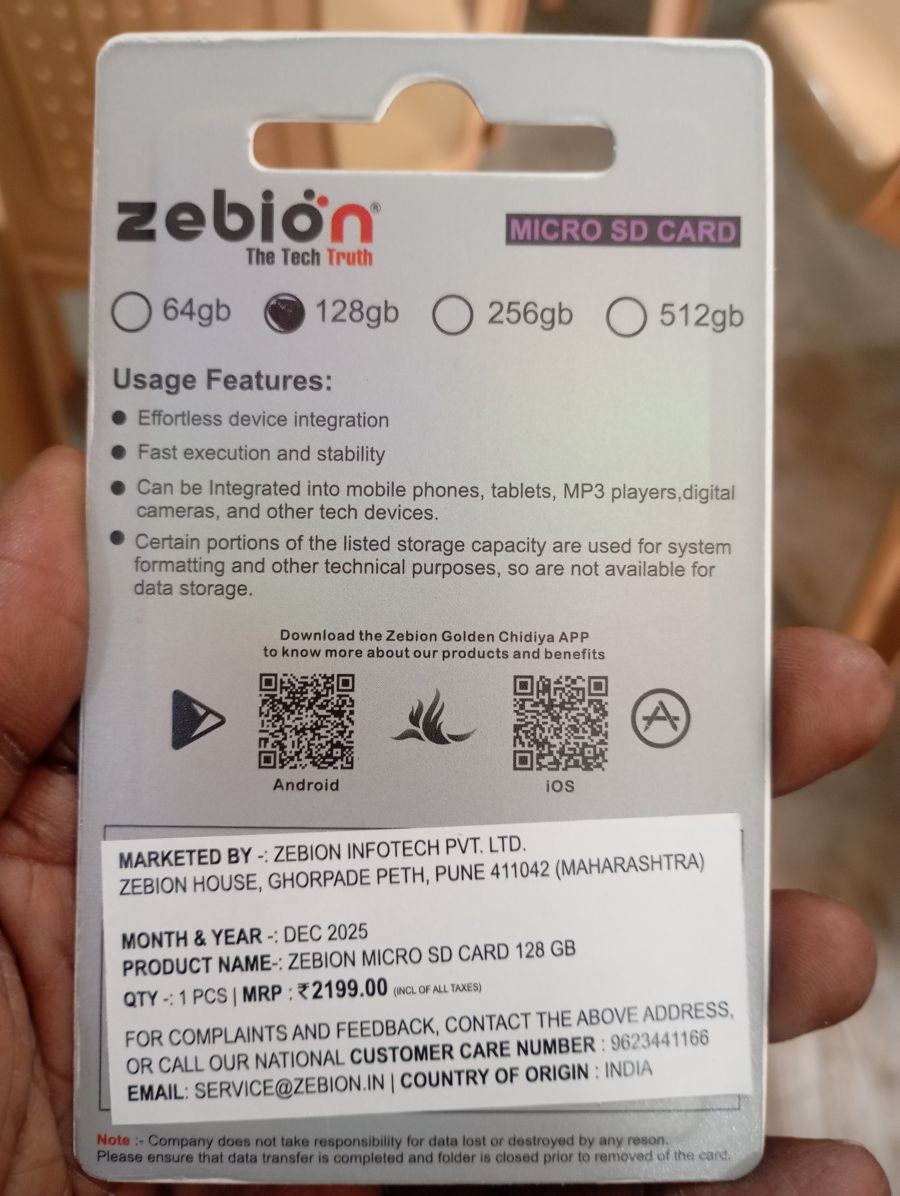 zebion®
The Tech Truth
MICRO SD CARD
64gb 128gb 256gb 512gb
Usage Features:
● Effortless device integration
● Fast execution and stability
● Can be Integrated into mobile phones, tablets, MP3 players,digital
cameras, and other tech devices.
● Certain portions of the listed storage capacity are used for system
formatting and other technical purposes, so are not available for
data storage.
Download the Zebion Golden Chidiya APP
to know more about our products and benefits
Android
iOS
MARKETED BY -: ZEBION INFOTECH PVT. LTD.
ZEBION HOUSE, GHORPADE PETH, PUNE 411042 (MAHARASHTRA)
MONTH & YEAR -: DEC 2025
PRODUCT NAME-: ZEBION MICRO SD CARD 128 GB
QTY -: 1 PCS | MRP : ₹2199.00 (INCL OF ALL TAXES)
FOR COMPLAINTS AND FEEDBACK, CONTACT THE ABOVE ADDRESS,
OR CALL OUR NATIONAL CUSTOMER CARE NUMBER : 9623441166
EMAIL: SERVICE@ZEBION.IN | COUNTRY OF ORIGIN : INDIA
Note :- Company does not take responsibility for data lost or destroyed by any reson.
Please ensure that data transfer is completed and folder is closed prior to removed of the card.